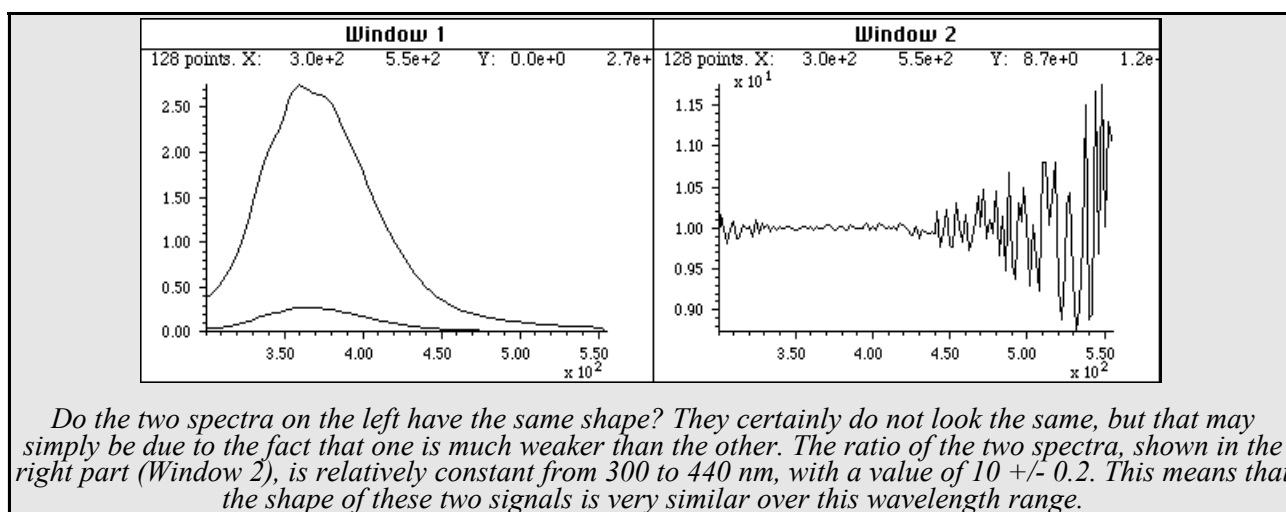 Window 1
128 points. X: 3.0e+2 5.5e+2 Y: 0.0e+0 2.7e+
2.50
2.00
1.50
1.00
0.50
0.00
3.50 4.00 4.50 5.00 5.50
x 10²
Window 2
128 points. X: 3.0e+2 5.5e+2 Y: 8.7e+0 1.2e-
x 10¹
1.15
1.10
1.05
1.00
0.95
0.90
3.50 4.00 4.50 5.00 5.50
x 10²
Do the two spectra on the left have the same shape? They certainly do not look the same, but that may
simply be due to the fact that one is much weaker than the other. The ratio of the two spectra, shown in the
right part (Window 2), is relatively constant from 300 to 440 nm, with a value of 10 +/- 0.2. This means that
the shape of these two signals is very similar over this wavelength range.